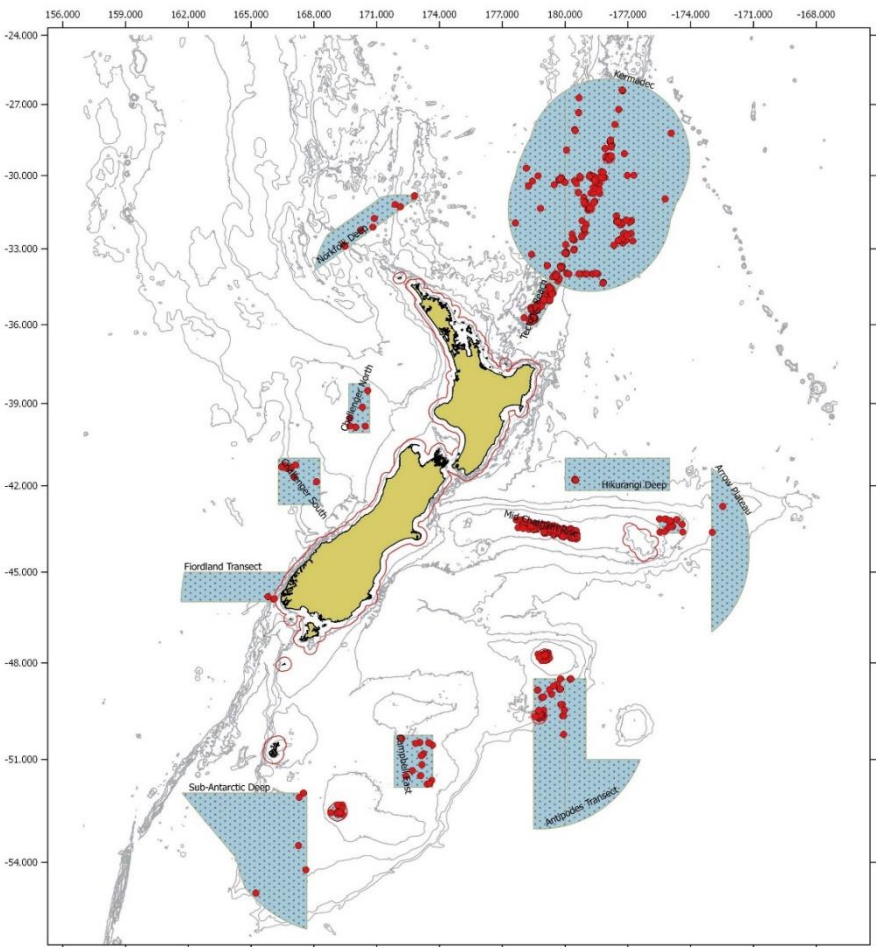 156.000 159.000 162.000 165.000 168.000 171.000 174.000 177.000 180.000 -177.000 -174.000 -171.000 -168.000
-24.000
-27.000
-30.000
-33.000
-36.000
-39.000
-42.000
-45.000
-48.000
-51.000
-54.000
Kermadec
Norfolk Deep
Reach
Challenger North
Challenger South
Hikurangi Deep
Arrow Plateau
Mid Chatham Rise
Fiordland Transect
Campbell East
Sub-Antarctic Deep
Antipodes Transect